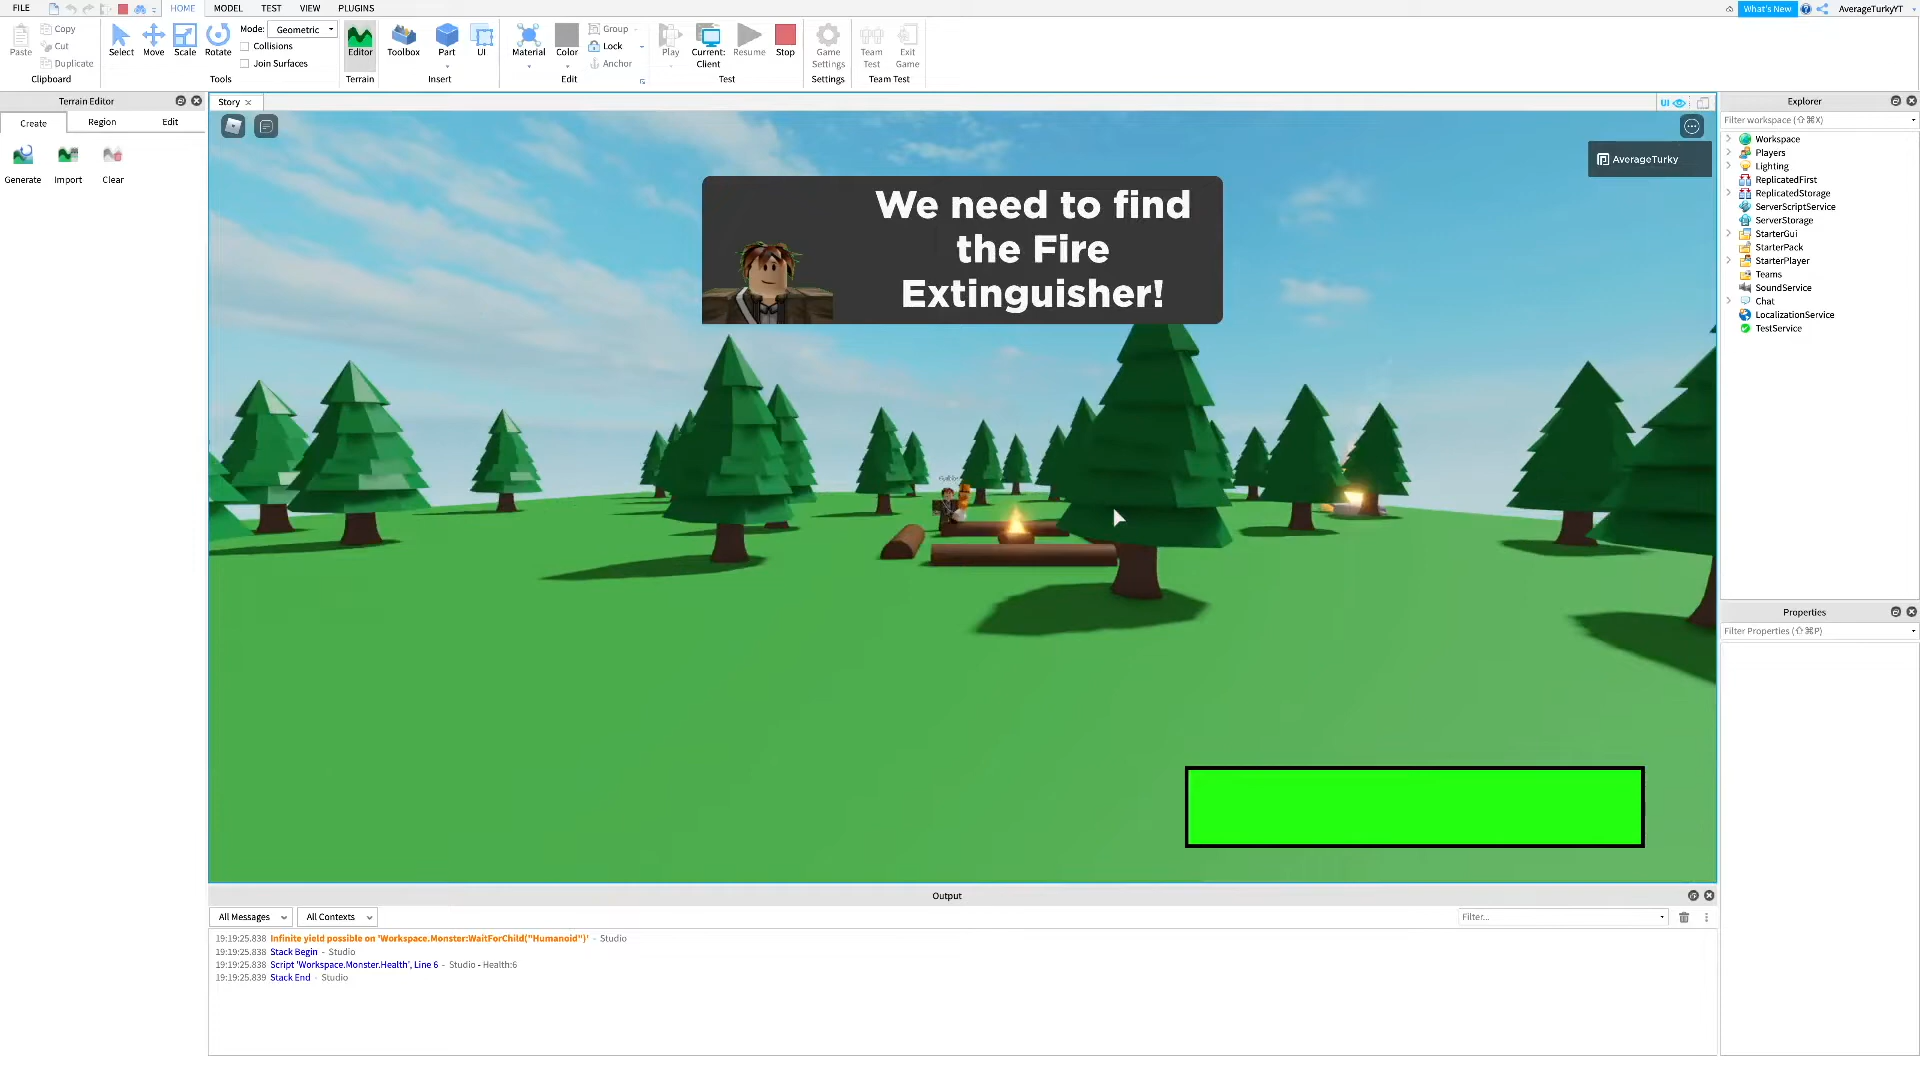 FILE HOME MODEL TEST VIEW PLUGINS What's New AverageTurkyYT
Paste Copy Cut Duplicate
Clipboard
Select Move Scale Rotate
Mode: Geometric
Collisions
Join Surfaces
Tools
Editor
Terrain
Toolbox Part UI
Insert
Material Color Group Lock Anchor
Edit
Play Current: Client Resume Stop
Test
Game Settings
Settings
Team Test Exit Game
Team Test
Terrain Editor
Create Region Edit
Generate Import Clear
Story
UI
AverageTurky
We need to find
the Fire
Extinguisher!
Explorer
Filter workspace (⇧⌘X)
Workspace
Players
Lighting
ReplicatedFirst
ReplicatedStorage
ServerScriptService
ServerStorage
StarterGui
StarterPack
StarterPlayer
Teams
SoundService
Chat
LocalizationService
TestService
Properties
Filter Properties (⇧⌘P)
Output
All Messages All Contexts Filter...
19:19:25.838 Infinite yield possible on 'Workspace.Monster:WaitForChild("Humanoid")' - Studio
19:19:25.838 Stack Begin - Studio
19:19:25.838 Script 'Workspace.Monster.Health', Line 6 - Studio - Health:6
19:19:25.839 Stack End - Studio